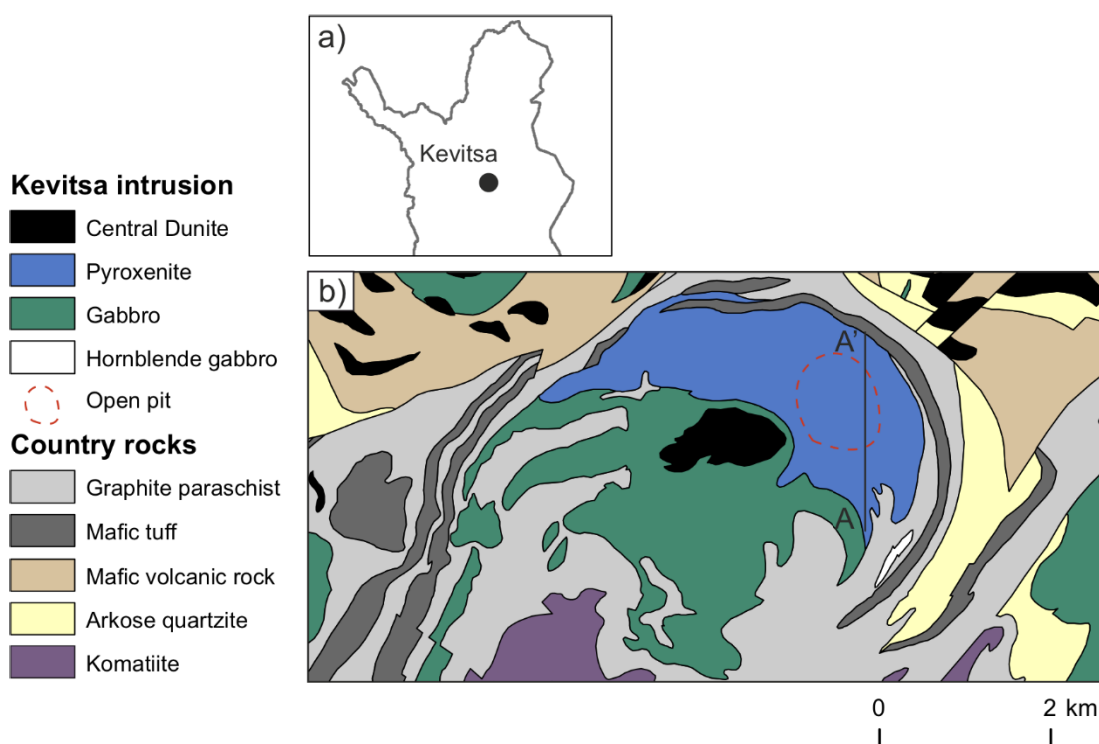 a)
Kevitsa
Kevitsa intrusion
Central Dunite
Pyroxenite
Gabbro
Hornblende gabbro
Open pit
Country rocks
Graphite paraschist
Mafic tuff
Mafic volcanic rock
Arkose quartzite
Komatiite
b)
A'
A
0 2 km